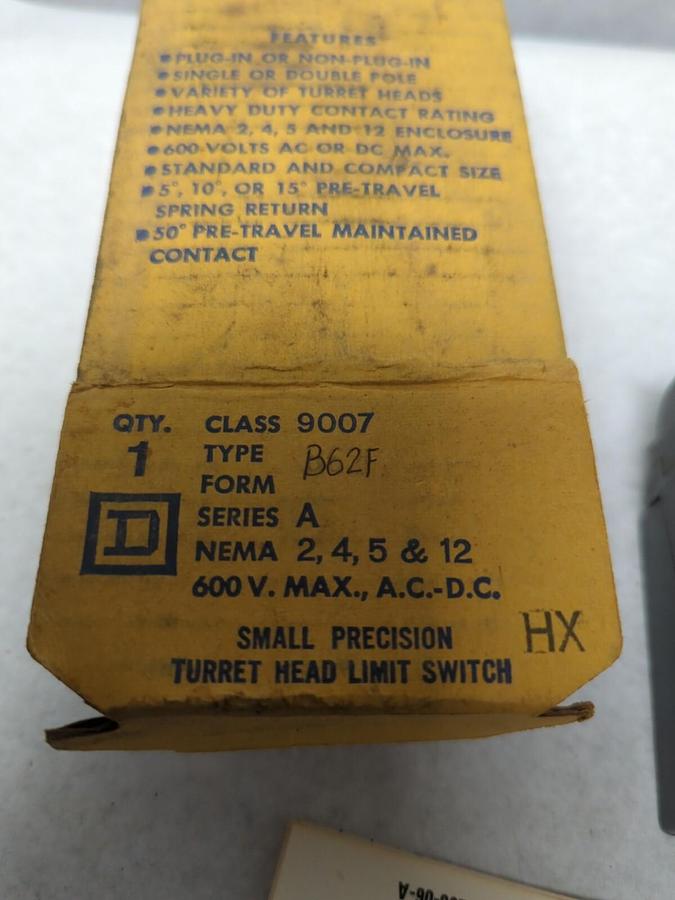 FEATURES
• PLUG-IN OR NON-PLUG-IN
• SINGLE OR DOUBLE POLE
• VARIETY OF TURRET HEADS
• HEAVY DUTY CONTACT RATING
• NEMA 2, 4, 5 AND 12 ENCLOSURE
• 600 VOLTS AC OR DC MAX.
• STANDARD AND COMPACT SIZE
• 5°, 10°, OR 15° PRE-TRAVEL
SPRING RETURN
• 50° PRE-TRAVEL MAINTAINED
CONTACT
QTY. CLASS 9007
1 TYPE B62F
FORM
D SERIES A
NEMA 2, 4, 5 & 12
600 V. MAX., A.C.-D.C.
HX
SMALL PRECISION
TURRET HEAD LIMIT SWITCH